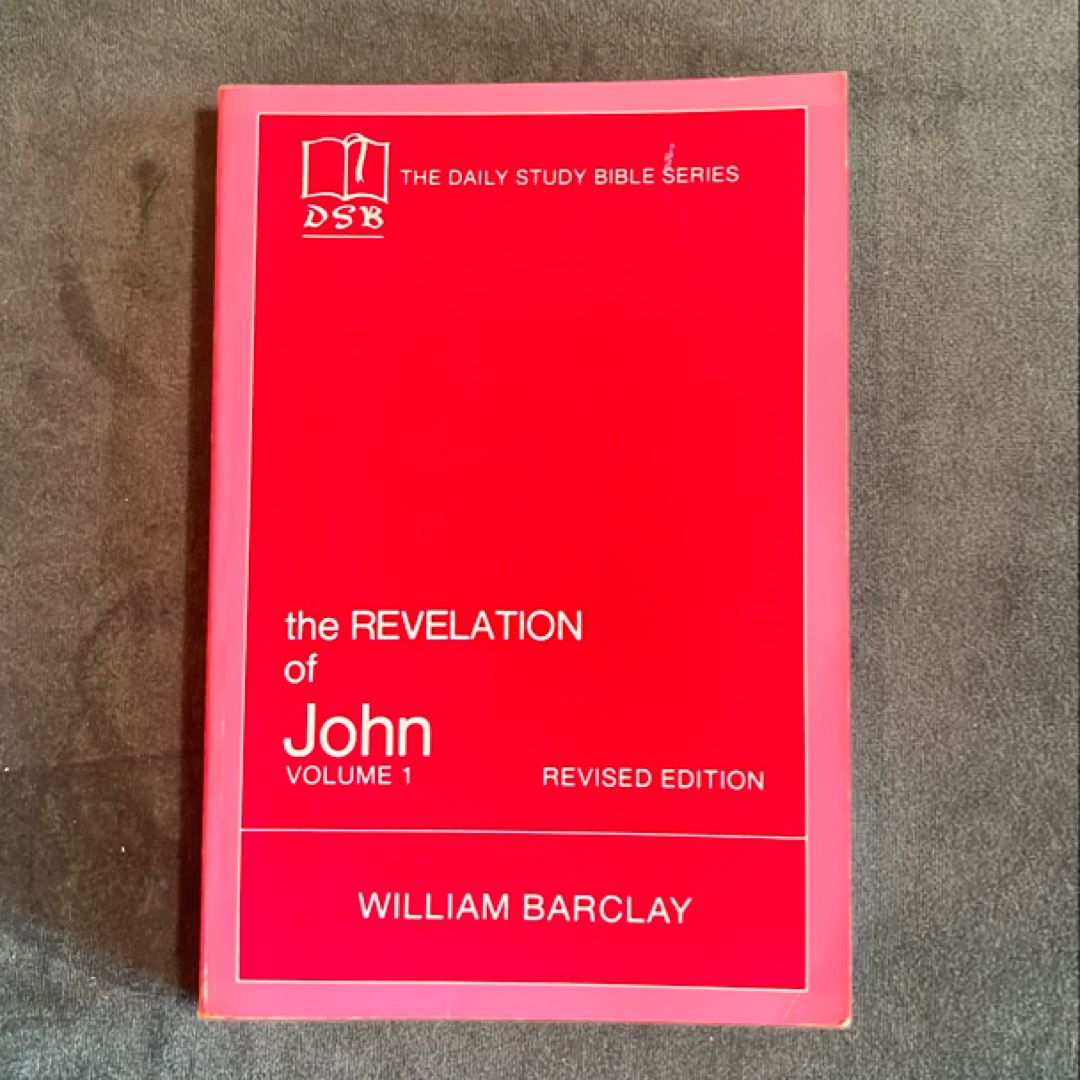 THE DAILY STUDY BIBLE SERIES
DSB
the REVELATION
of
John
VOLUME 1
REVISED EDITION
WILLIAM BARCLAY